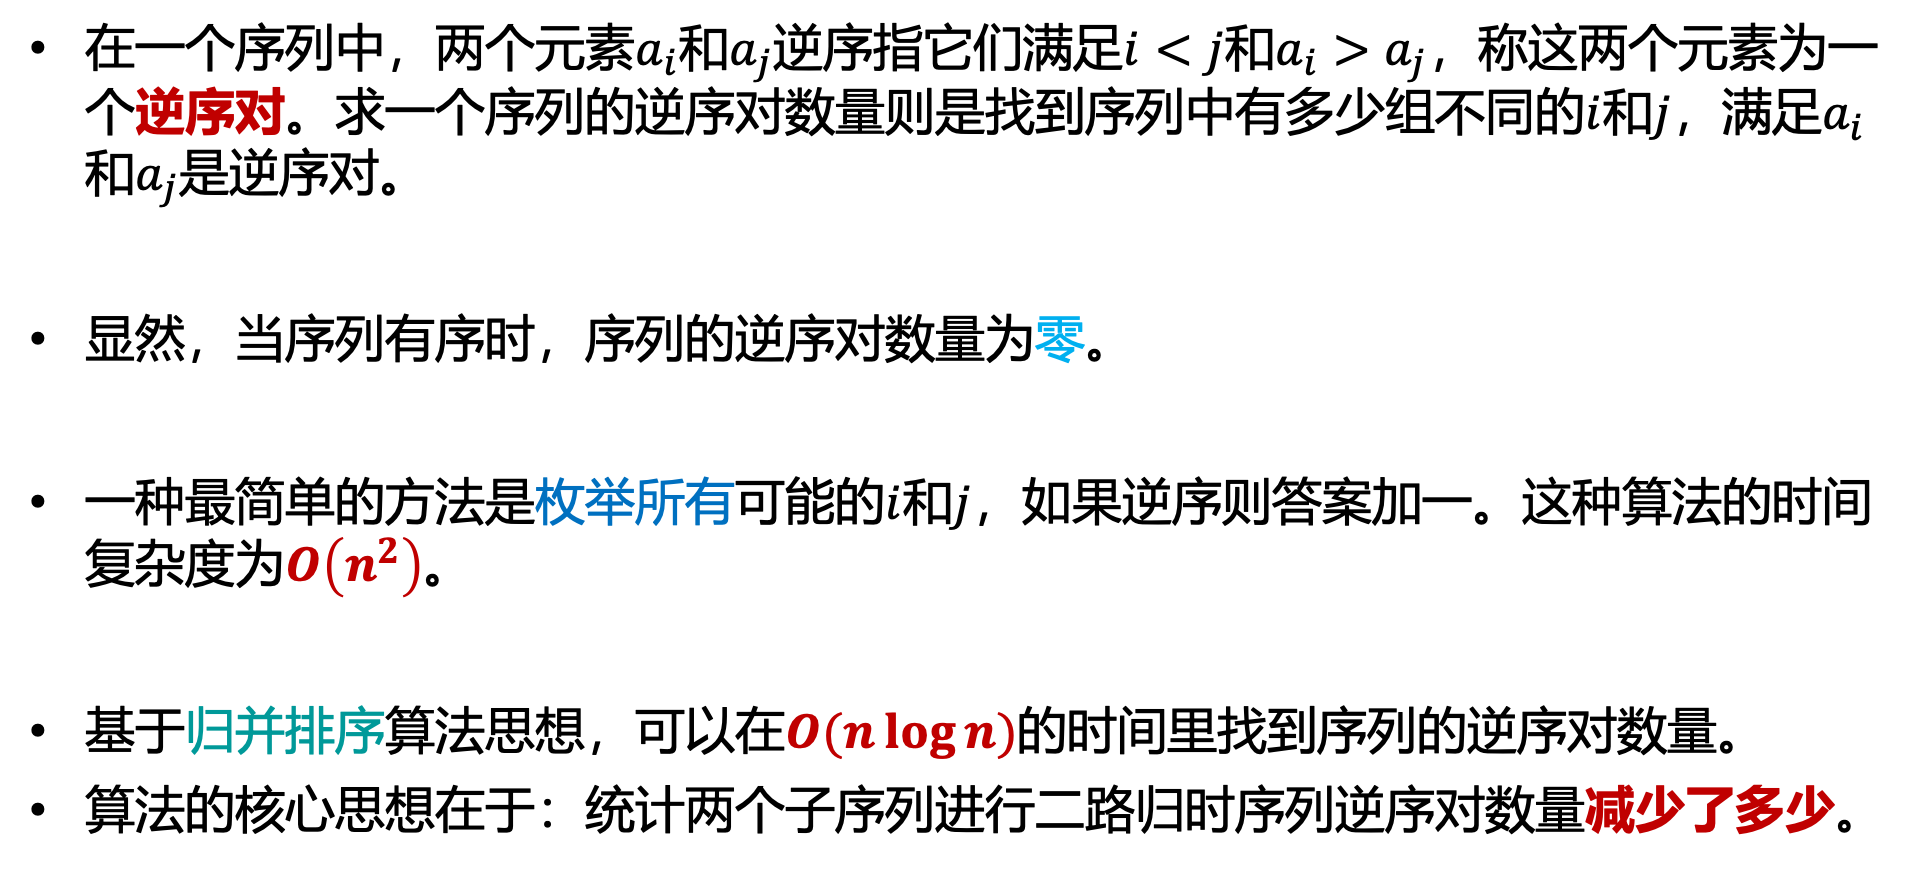 • 在一个序列中，两个元素aᵢ和aⱼ逆序指它们满足i < j和aᵢ > aⱼ，称这两个元素为一
个逆序对。求一个序列的逆序对数量则是找到序列中有多少组不同的i和j，满足aᵢ
和aⱼ是逆序对。
• 显然，当序列有序时，序列的逆序对数量为零。
• 一种最简单的方法是枚举所有可能的i和j，如果逆序则答案加一。这种算法的时间
复杂度为O(n²)。
• 基于归并排序算法思想，可以在O(n log n)的时间里找到序列的逆序对数量。
• 算法的核心思想在于：统计两个子序列进行二路归时序列逆序对数量减少了多少。